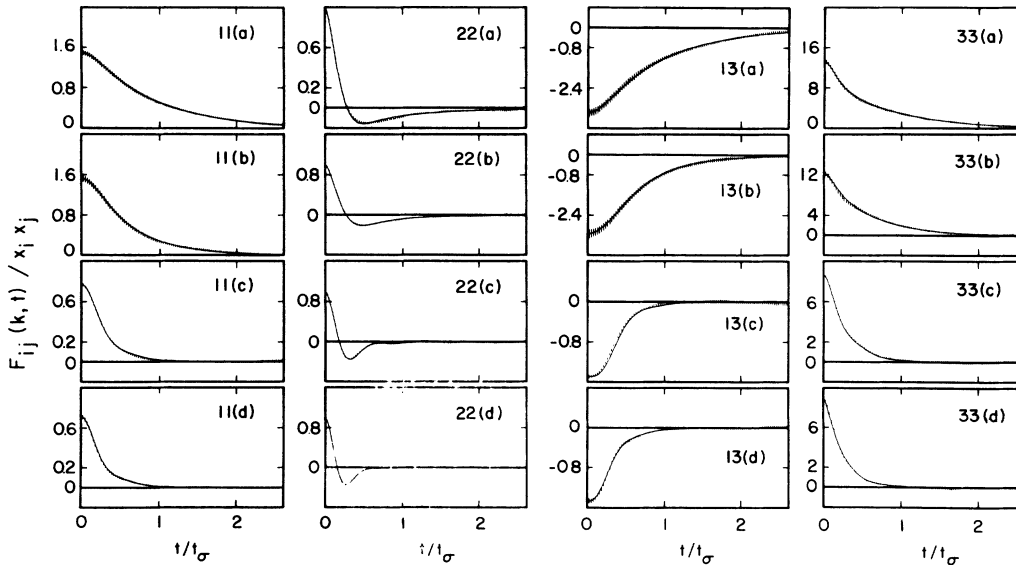 F_ij (k, t) / x_i x_j
11(a)
1.6
0.8
0
22(a)
0.6
0
13(a)
0
-0.8
-2.4
33(a)
16
8
0
11(b)
1.6
0.8
0
22(b)
0.8
0
13(b)
0
-0.8
-2.4
33(b)
12
4
0
11(c)
0.6
0.2
0
22(c)
0.8
0
13(c)
0
-0.8
33(c)
6
2
0
11(d)
0.6
0.2
0
22(d)
0.8
0
13(d)
0
-0.8
33(d)
6
2
0
0 1 2
0 1 2
0 1 2
0 1 2
t/t_σ
t/t_σ
t/t_σ
t/t_σ